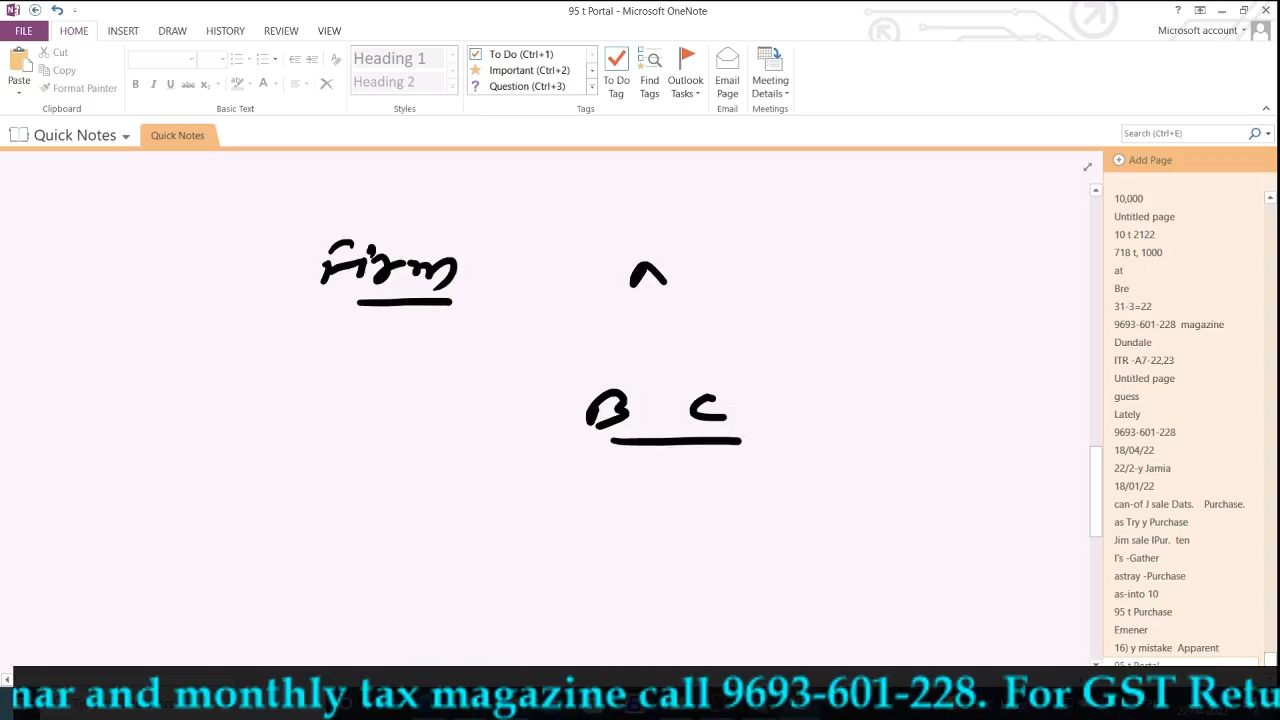 95 t Portal - Microsoft OneNote
?
FILE HOME INSERT DRAW HISTORY REVIEW VIEW
Microsoft account
Paste
Cut
Copy
Format Painter
Clipboard
B I U abc X₂ A
Basic Text
Heading 1
Heading 2
Styles
To Do (Ctrl+1)
Important (Ctrl+2)
Question (Ctrl+3)
To Do Tag
Find Tags
Tags
Outlook Tasks
Email Page
Email
Meeting Details
Meetings
Quick Notes
Quick Notes
Search (Ctrl+E)
Add Page
Firm
B C
10,000
Untitled page
10 t 2122
718 t, 1000
at
Bre
31-3=22
9693-601-228 magazine
Dundale
ITR -A7-22,23
Untitled page
guess
Lately
9693-601-228
18/04/22
22/2-y Jamia
18/01/22
can-of J sale Dats. Purchase.
as Try y Purchase
Jim sale IPur. ten
I's -Gather
astray -Purchase
as-into 10
95 t Purchase
Emener
16) y mistake Apparent
95 t Portal
nar and monthly tax magazine call 9693-601-228. For GST Retu